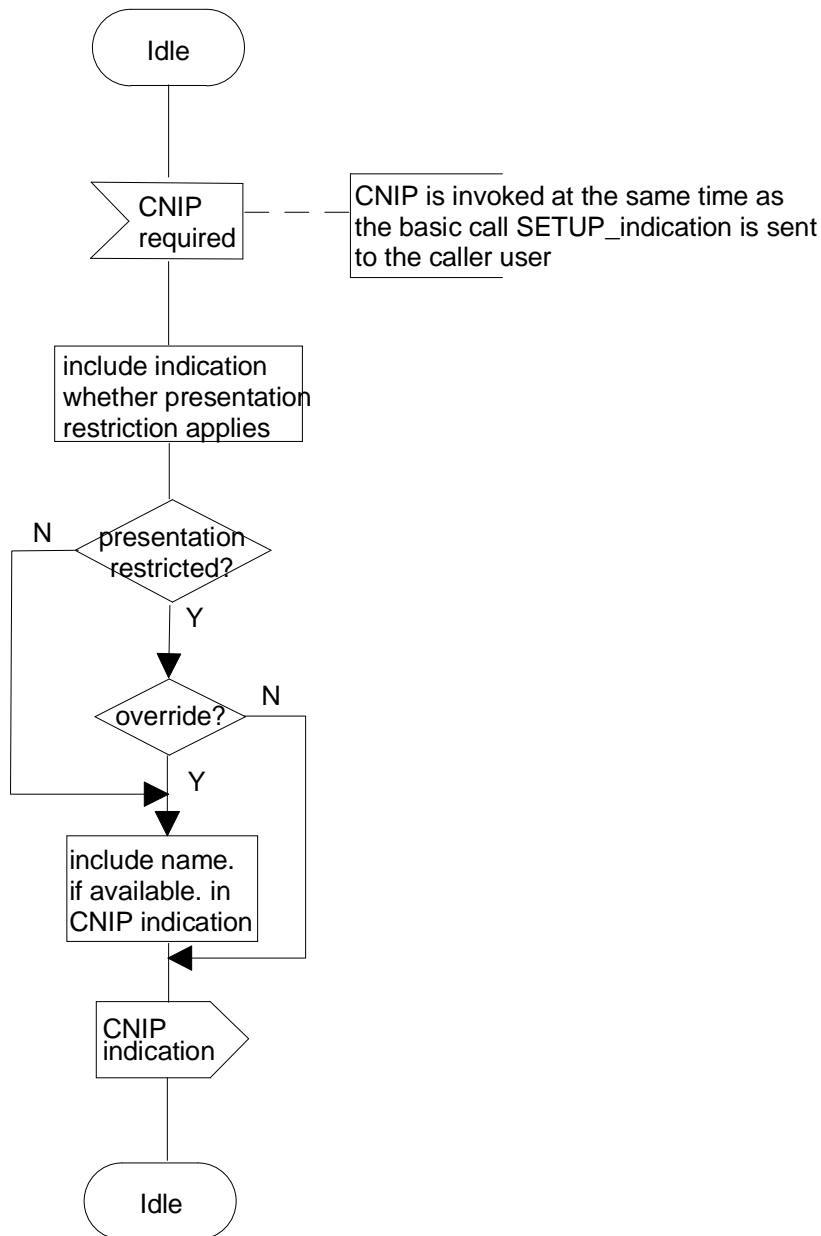 Idle
CNIP
required
CNIP is invoked at the same time as
the basic call SETUP_indication is sent
to the caller user
include indication
whether presentation
restriction applies
N
presentation
restricted?
Y
override?
N
Y
include name.
if available. in
CNIP indication
CNIP
indication
Idle